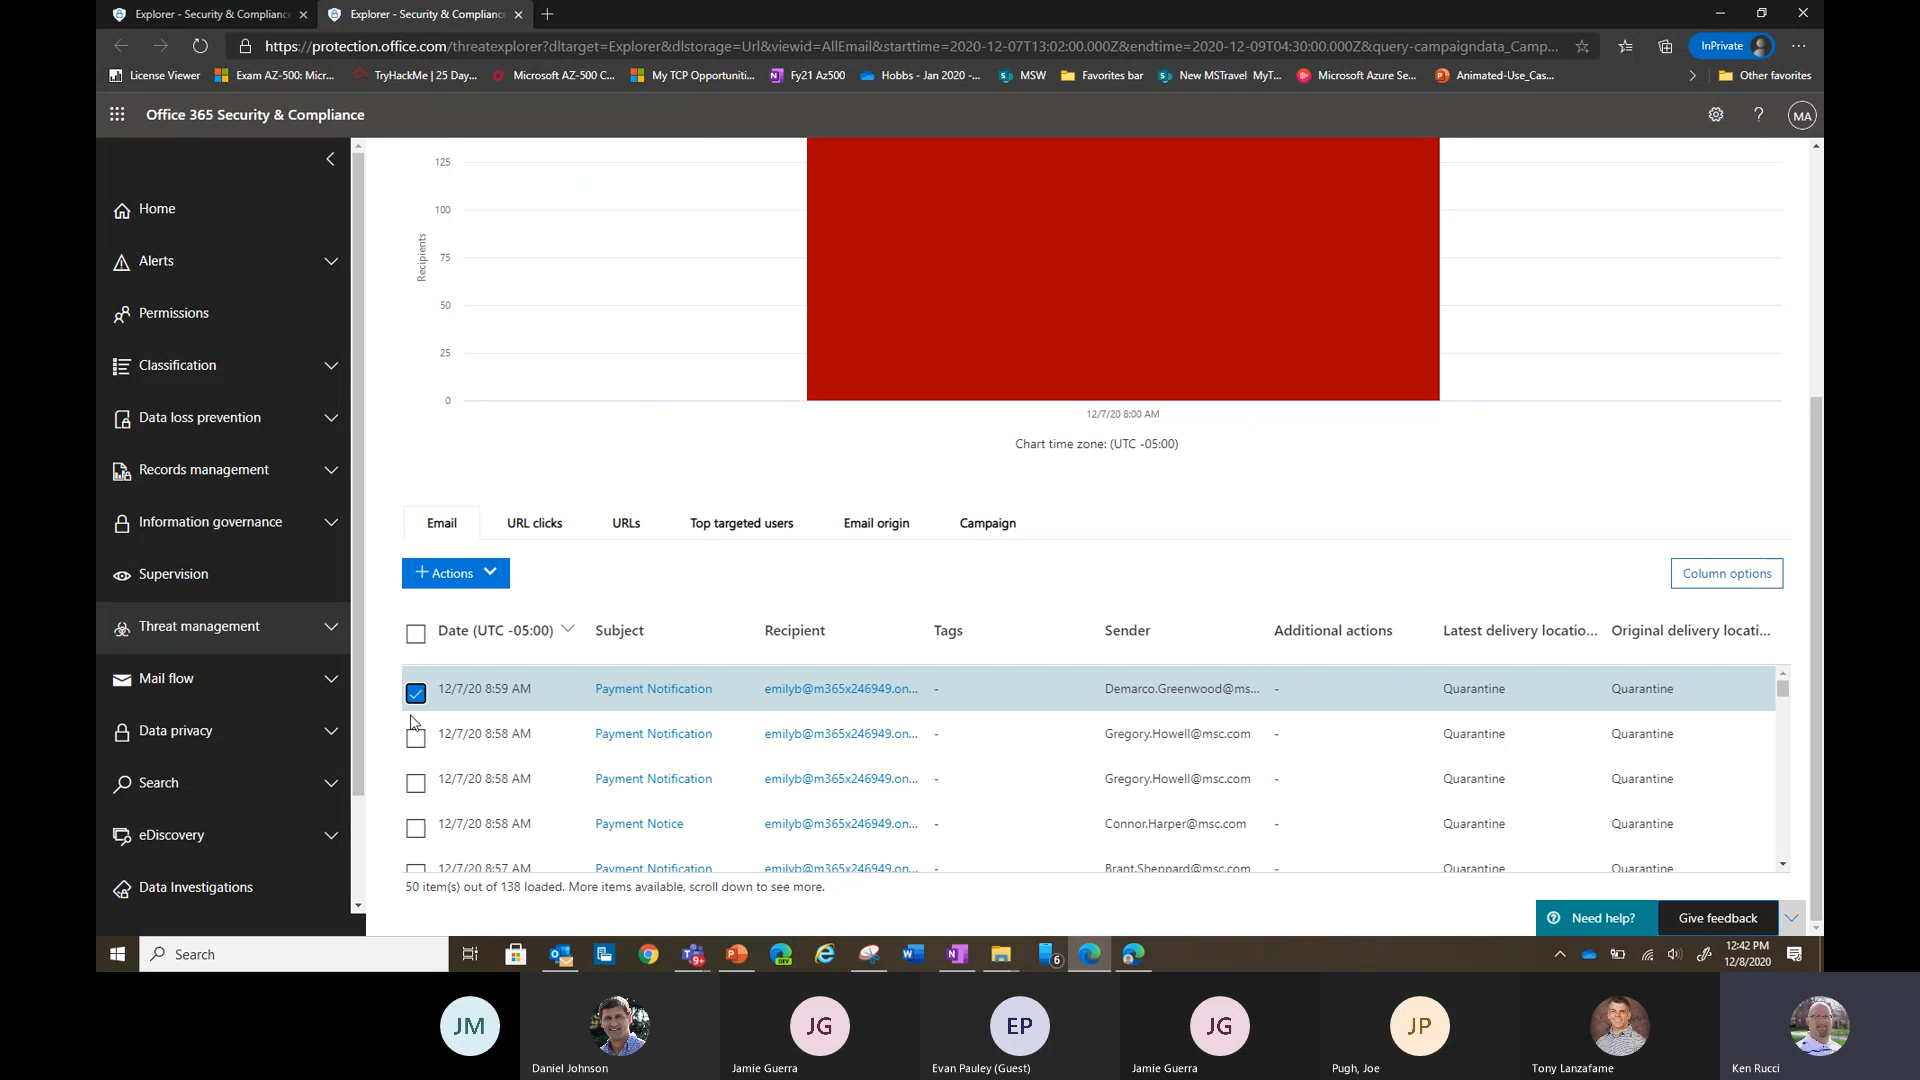 Explorer - Security & Compliance
Explorer - Security & Compliance
https://protection.office.com/threatexplorer?dltarget=Explorer&dlstorage=Url&viewid=AllEmail&starttime=2020-12-07T13:02:00.000Z&endtime=2020-12-09T04:30:00.000Z&query-campaigndata_Camp...
InPrivate
License Viewer
Exam AZ-500: Micr...
TryHackMe | 25 Day...
Microsoft AZ-500 C...
My TCP Opportuniti...
Fy21 Az500
Hobbs - Jan 2020 -...
MSW
Favorites bar
New MSTravel MyT...
Microsoft Azure Se...
Animated-Use_Cas...
Other favorites
Office 365 Security & Compliance
? MA
Home
Alerts
Permissions
Classification
Data loss prevention
Records management
Information governance
Supervision
Threat management
Mail flow
Data privacy
Search
eDiscovery
Data Investigations
Recipients
125
100
75
50
25
0
12/7/20 8:00 AM
Chart time zone: (UTC -05:00)
Email URL clicks URLs Top targeted users Email origin Campaign
+ Actions
Column options
Date (UTC -05:00) Subject Recipient Tags Sender Additional actions Latest delivery locatio... Original delivery locati...
12/7/20 8:59 AM Payment Notification emilyb@m365x246949.on... - Demarco.Greenwood@ms... - Quarantine Quarantine
12/7/20 8:58 AM Payment Notification emilyb@m365x246949.on... - Gregory.Howell@msc.com - Quarantine Quarantine
12/7/20 8:58 AM Payment Notification emilyb@m365x246949.on... - Gregory.Howell@msc.com - Quarantine Quarantine
12/7/20 8:58 AM Payment Notice emilyb@m365x246949.on... - Connor.Harper@msc.com - Quarantine Quarantine
12/7/20 8:57 AM Payment Notification emilyb@m365x246949.on... - Brant.Sheppard@msc.com - Quarantine Quarantine
50 item(s) out of 138 loaded. More items available, scroll down to see more.
Need help?
Give feedback
Search
9+
DEV
6
12:42 PM
12/8/2020
JM
Daniel Johnson
JG
Jamie Guerra
EP
Evan Pauley (Guest)
JG
Jamie Guerra
JP
Pugh, Joe
Tony Lanzafame
Ken Rucci